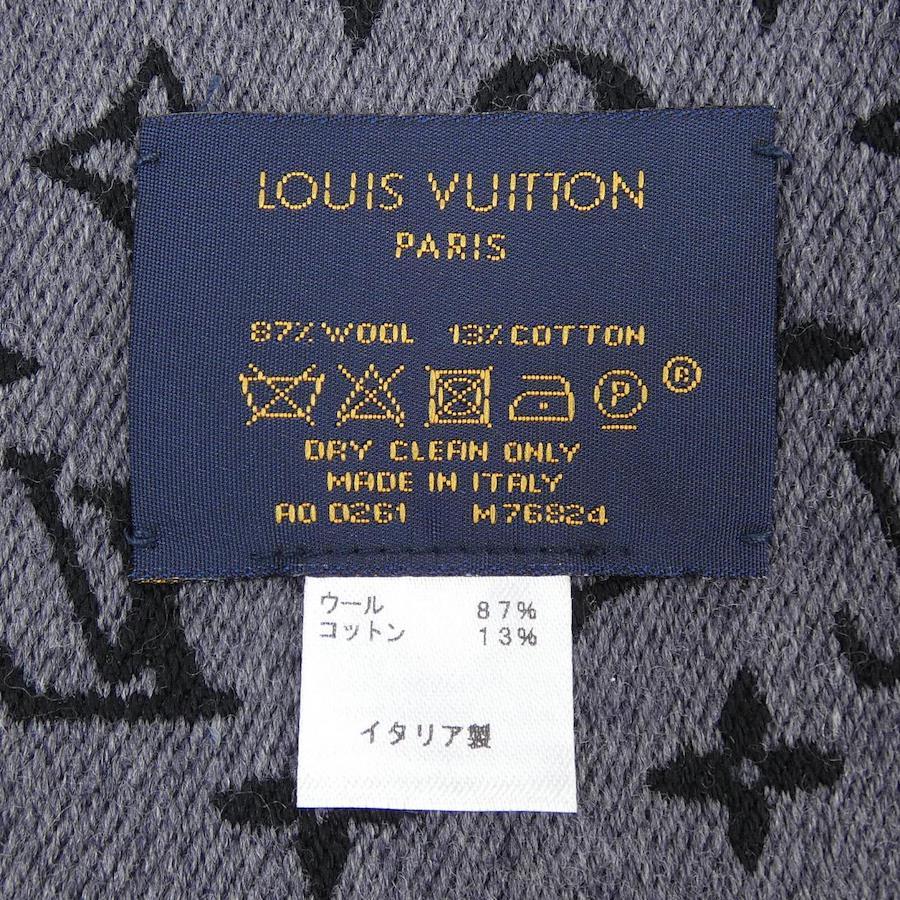 LOUIS VUITTON
PARIS
87% WOOL 13% COTTON
P ®
DRY CLEAN ONLY
MADE IN ITALY
AO 0261 M76824
ウール 87%
コットン 13%
イタリア製